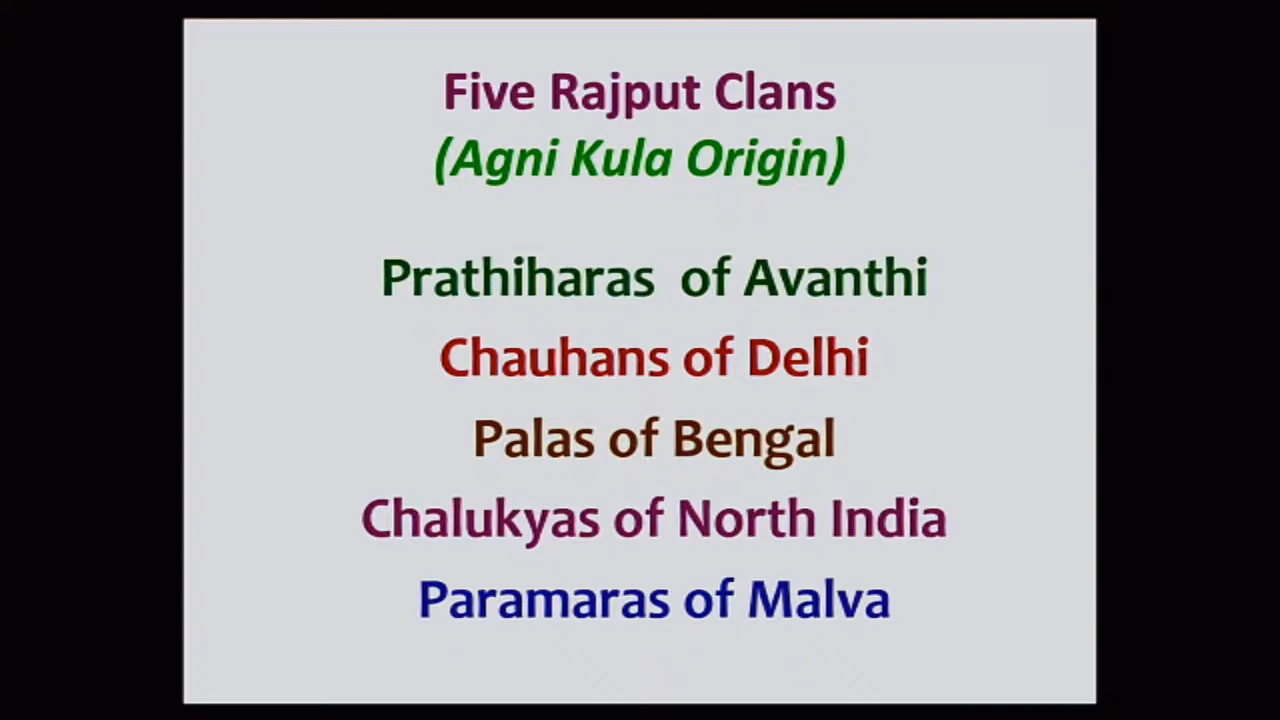 Five Rajput Clans
(Agni Kula Origin)
Prathiharas of Avanthi
Chauhans of Delhi
Palas of Bengal
Chalukyas of North India
Paramaras of Malva